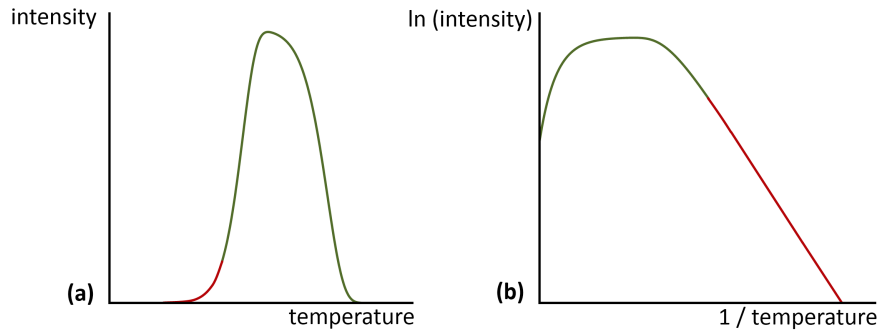 intensity
(a)
temperature
ln (intensity)
(b)
1 / temperature